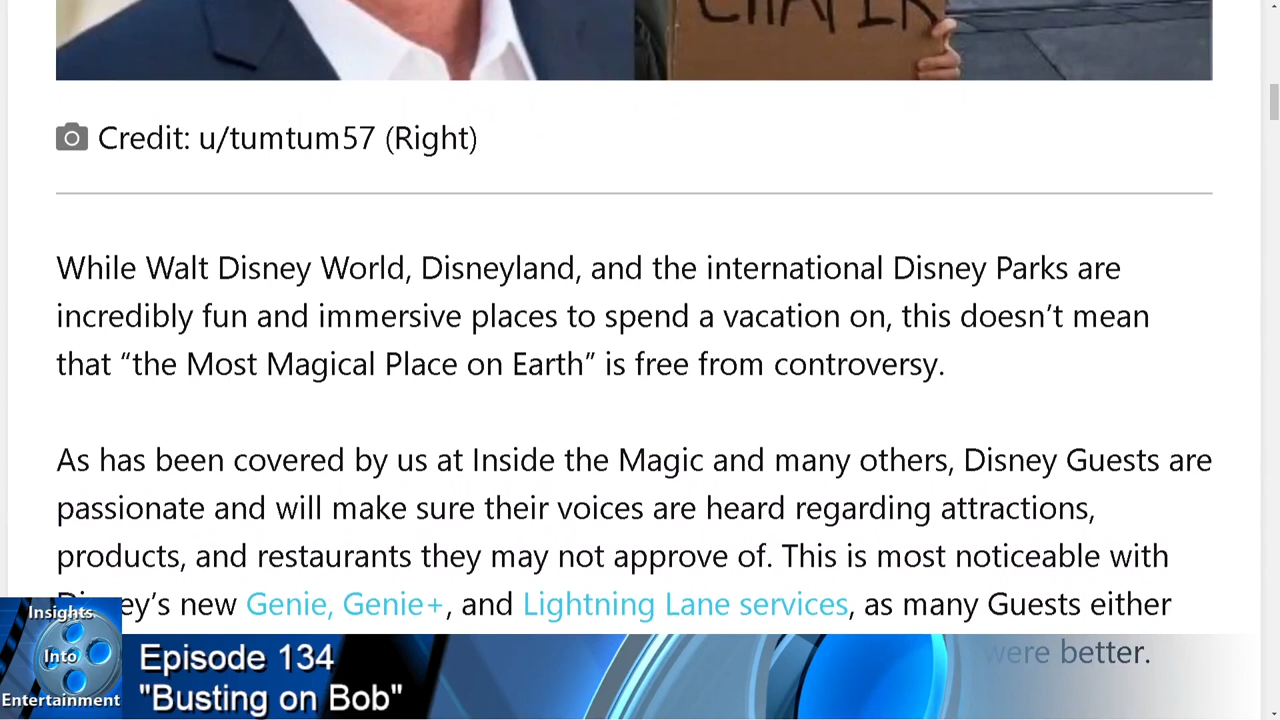 CHAPEK
Credit: u/tumtum57 (Right)
While Walt Disney World, Disneyland, and the international Disney Parks are
incredibly fun and immersive places to spend a vacation on, this doesn’t mean
that “the Most Magical Place on Earth” is free from controversy.
As has been covered by us at Inside the Magic and many others, Disney Guests are
passionate and will make sure their voices are heard regarding attractions,
products, and restaurants they may not approve of. This is most noticeable with
ey’s new Genie, Genie+, and Lightning Lane services, as many Guests either
were better.
Insights
Into
Entertainment
Episode 134
"Busting on Bob"